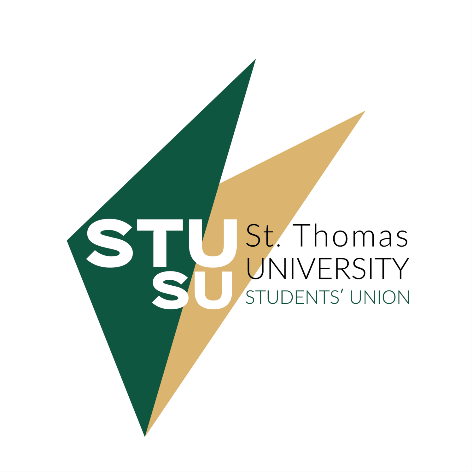 STU
SU
St. Thomas
UNIVERSITY
STUDENTS' UNION